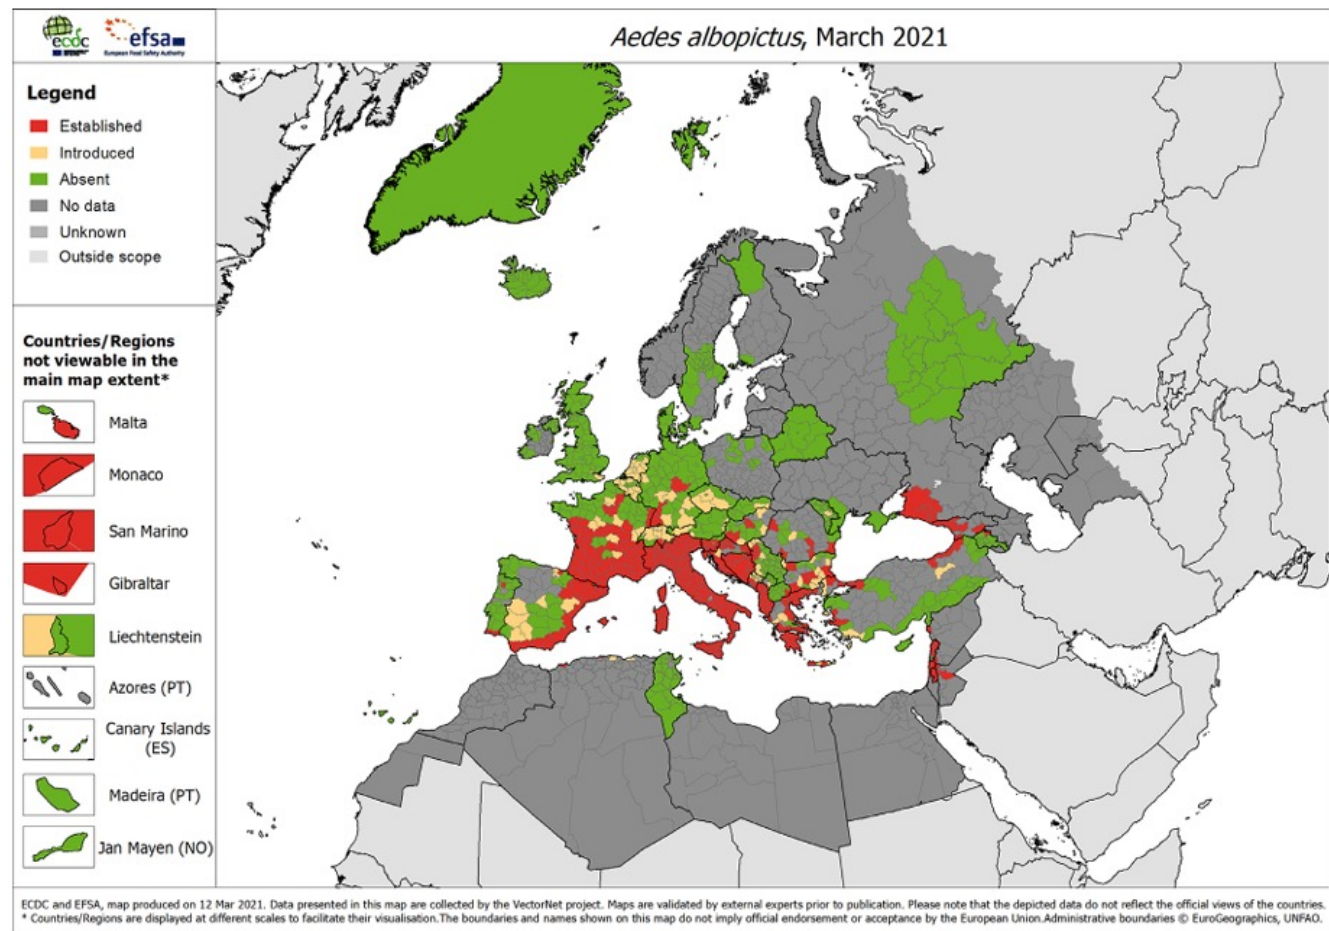 ecdc
efsa
European Food Safety Authority
Aedes albopictus, March 2021
Legend
Established
Introduced
Absent
No data
Unknown
Outside scope
Countries/Regions
not viewable in the
main map extent*
Malta
Monaco
San Marino
Gibraltar
Liechtenstein
Azores (PT)
Canary Islands
(ES)
Madeira (PT)
Jan Mayen (NO)
?
ECDC and EFSA, map produced on 12 Mar 2021. Data presented in this map are collected by the VectorNet project. Maps are validated by external experts prior to publication. Please note that the depicted data do not reflect the official views of the countries.
* Countries/Regions are displayed at different scales to facilitate their visualisation.The boundaries and names shown on this map do not imply official endorsement or acceptance by the European Union.Administrative boundaries © EuroGeographics, UNFAO.